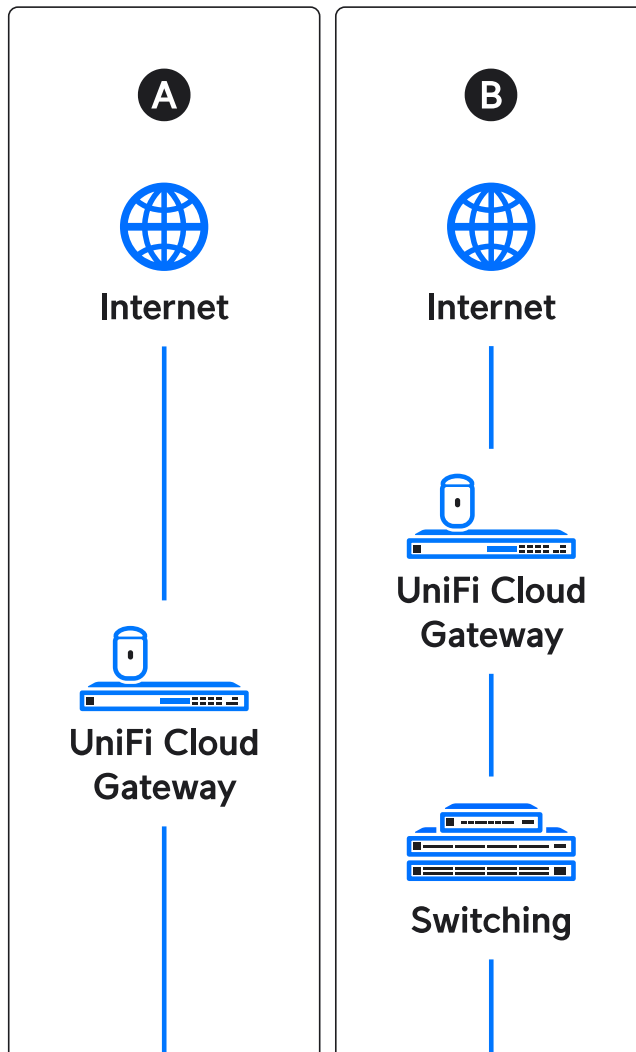 A
Internet
UniFi Cloud
Gateway
B
Internet
UniFi Cloud
Gateway
Switching